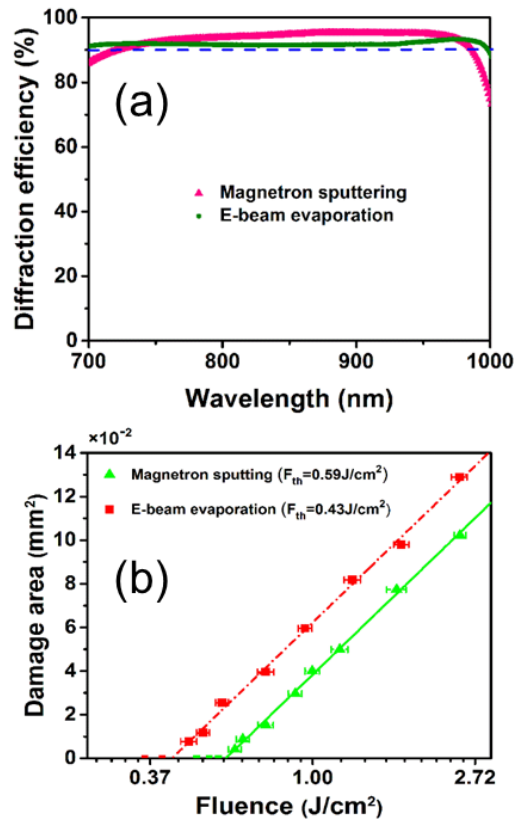 100
80
60
40
20
0
Diffraction efficiency (%)
(a)
Magnetron sputtering
E-beam evaporation
700
800
900
1000
Wavelength (nm)
×10⁻²
14
12
10
8
6
4
2
0
Damage area (mm²)
Magnetron sputting (Fth=0.59J/cm²)
E-beam evaporation (Fth=0.43J/cm²)
(b)
0.37
1.00
2.72
Fluence (J/cm²)